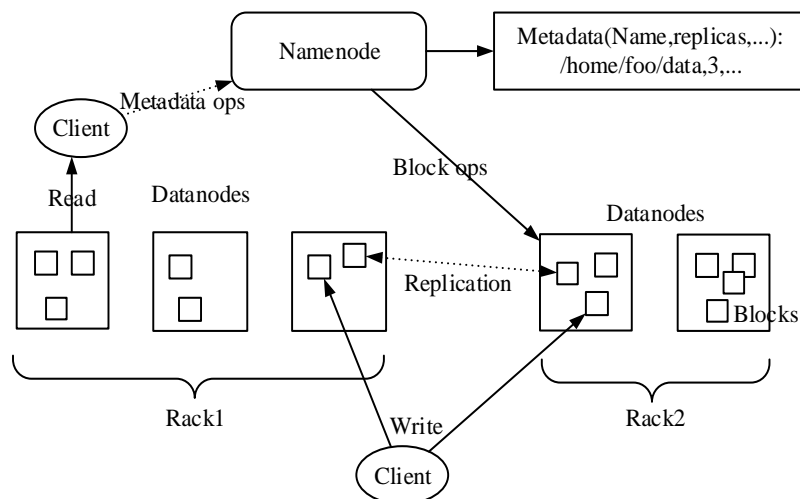 Namenode
Metadata(Name,replicas,...):
/home/foo/data,3,...
Metadata ops
Client
Block ops
Read
Datanodes
Datanodes
Replication
Blocks
Rack1
Write
Rack2
Client